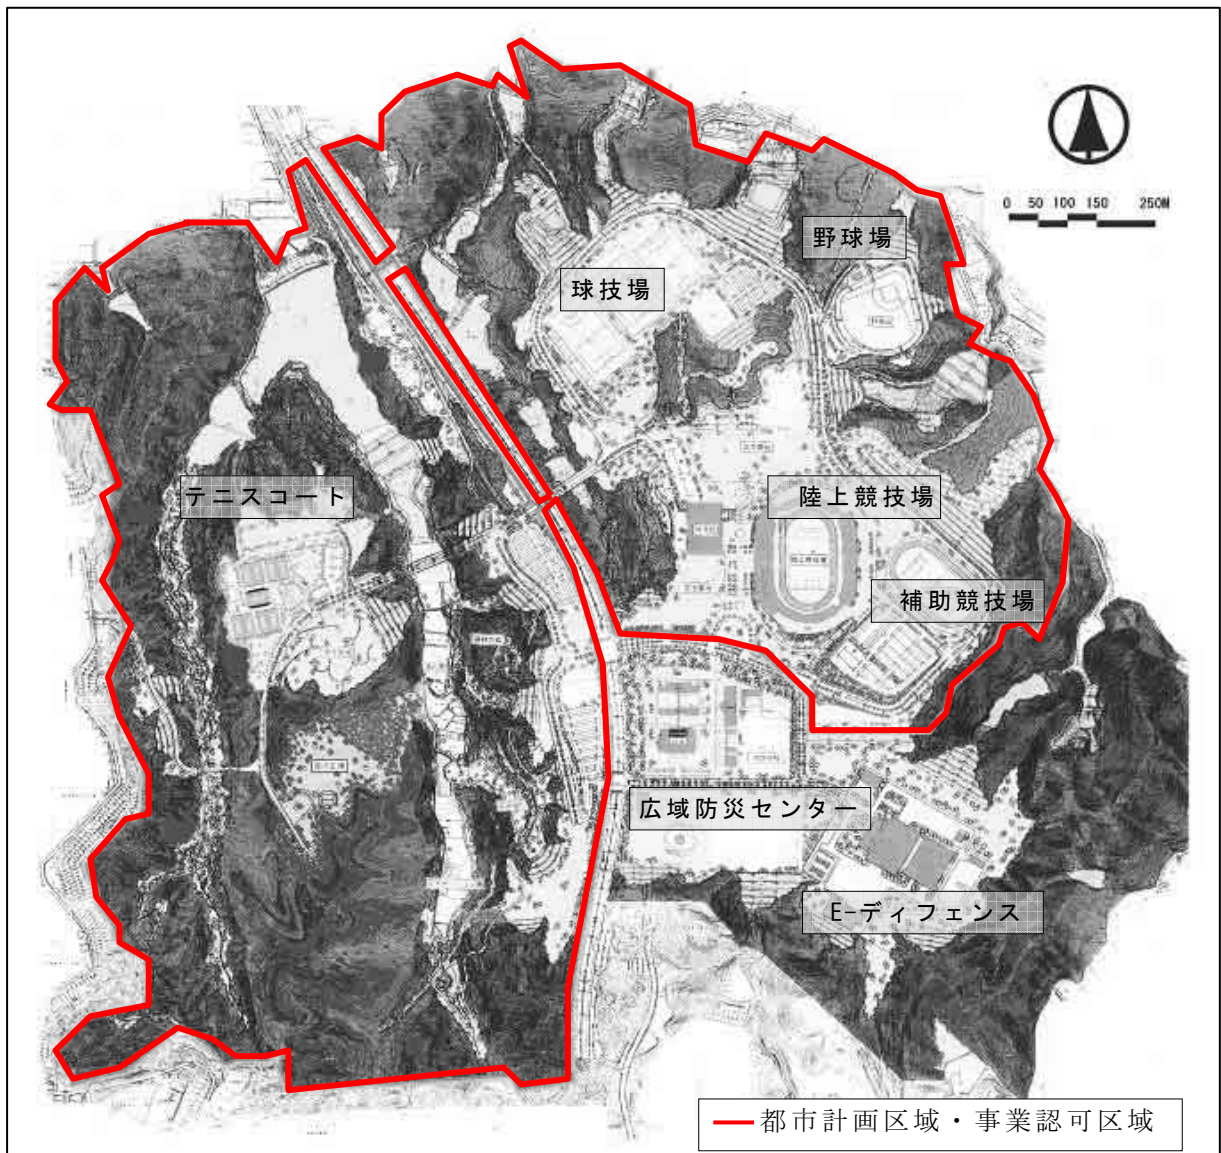 0 50 100 150 250M
野球場
球技場
テニスコート
陸上競技場
補助競技場
広域防災センター
E-ディフェンス
都市計画区域・事業認可区域